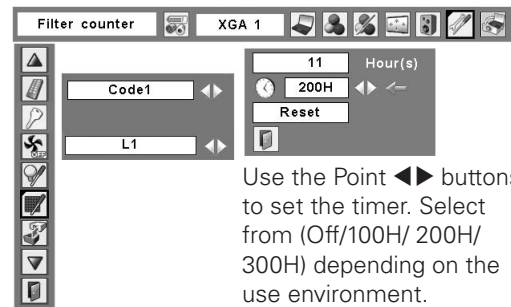 Filter counter XGA 1
11 Hour(s)
Code1 200H
Reset
L1
OFF
Use the Point ◀▶ buttons
to set the timer. Select
from (Off/100H/ 200H/
300H) depending on the
use environment.